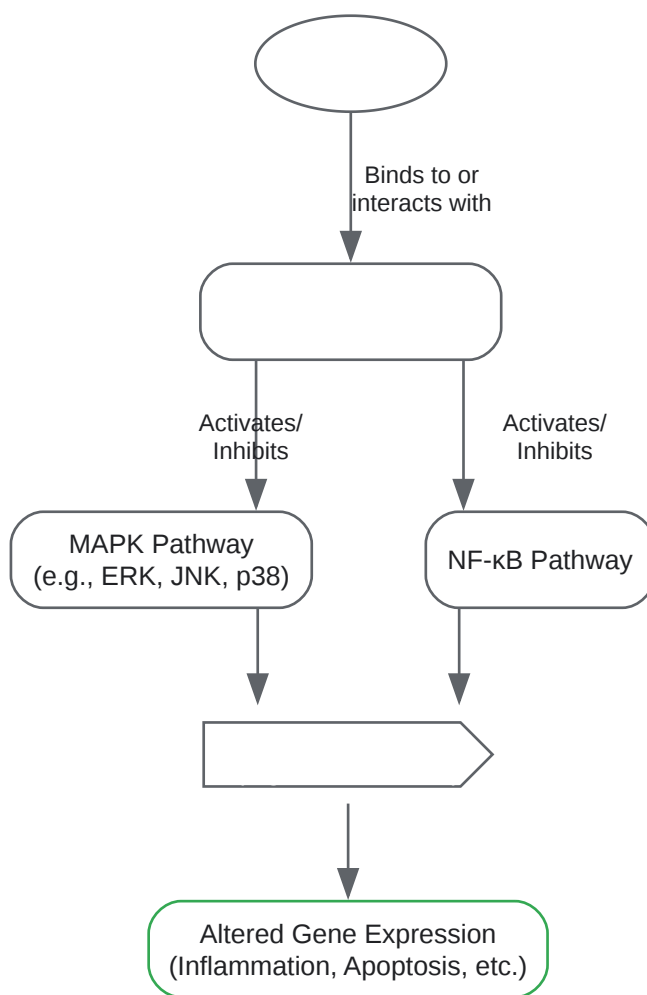 Binds to or
interacts with
Activates/
Inhibits
Activates/
Inhibits
MAPK Pathway
(e.g., ERK, JNK, p38)
NF-κB Pathway
Altered Gene Expression
(Inflammation, Apoptosis, etc.)